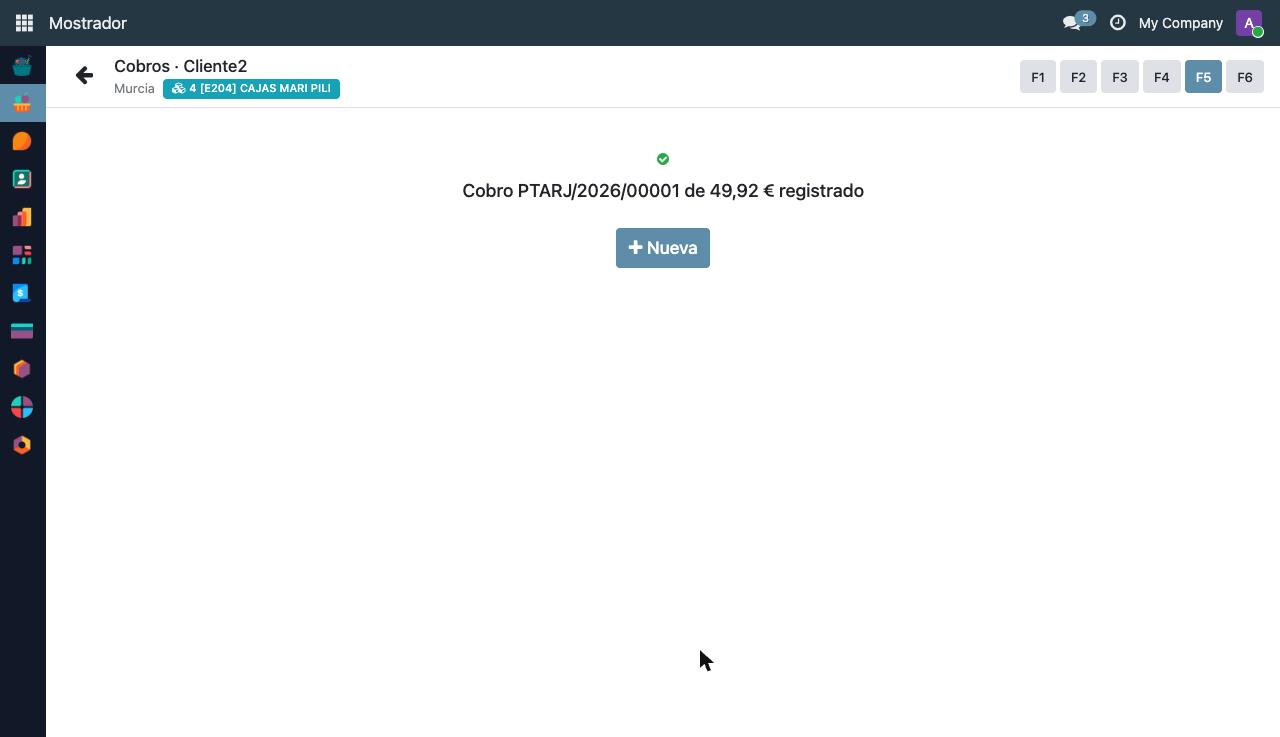 Mostrador
3
My Company
A
Cobros · Cliente2
Murcia
4 [E204] CAJAS MARI PILI
F1
F2
F3
F4
F5
F6
Cobro PTARJ/2026/00001 de 49,92 € registrado
Nueva